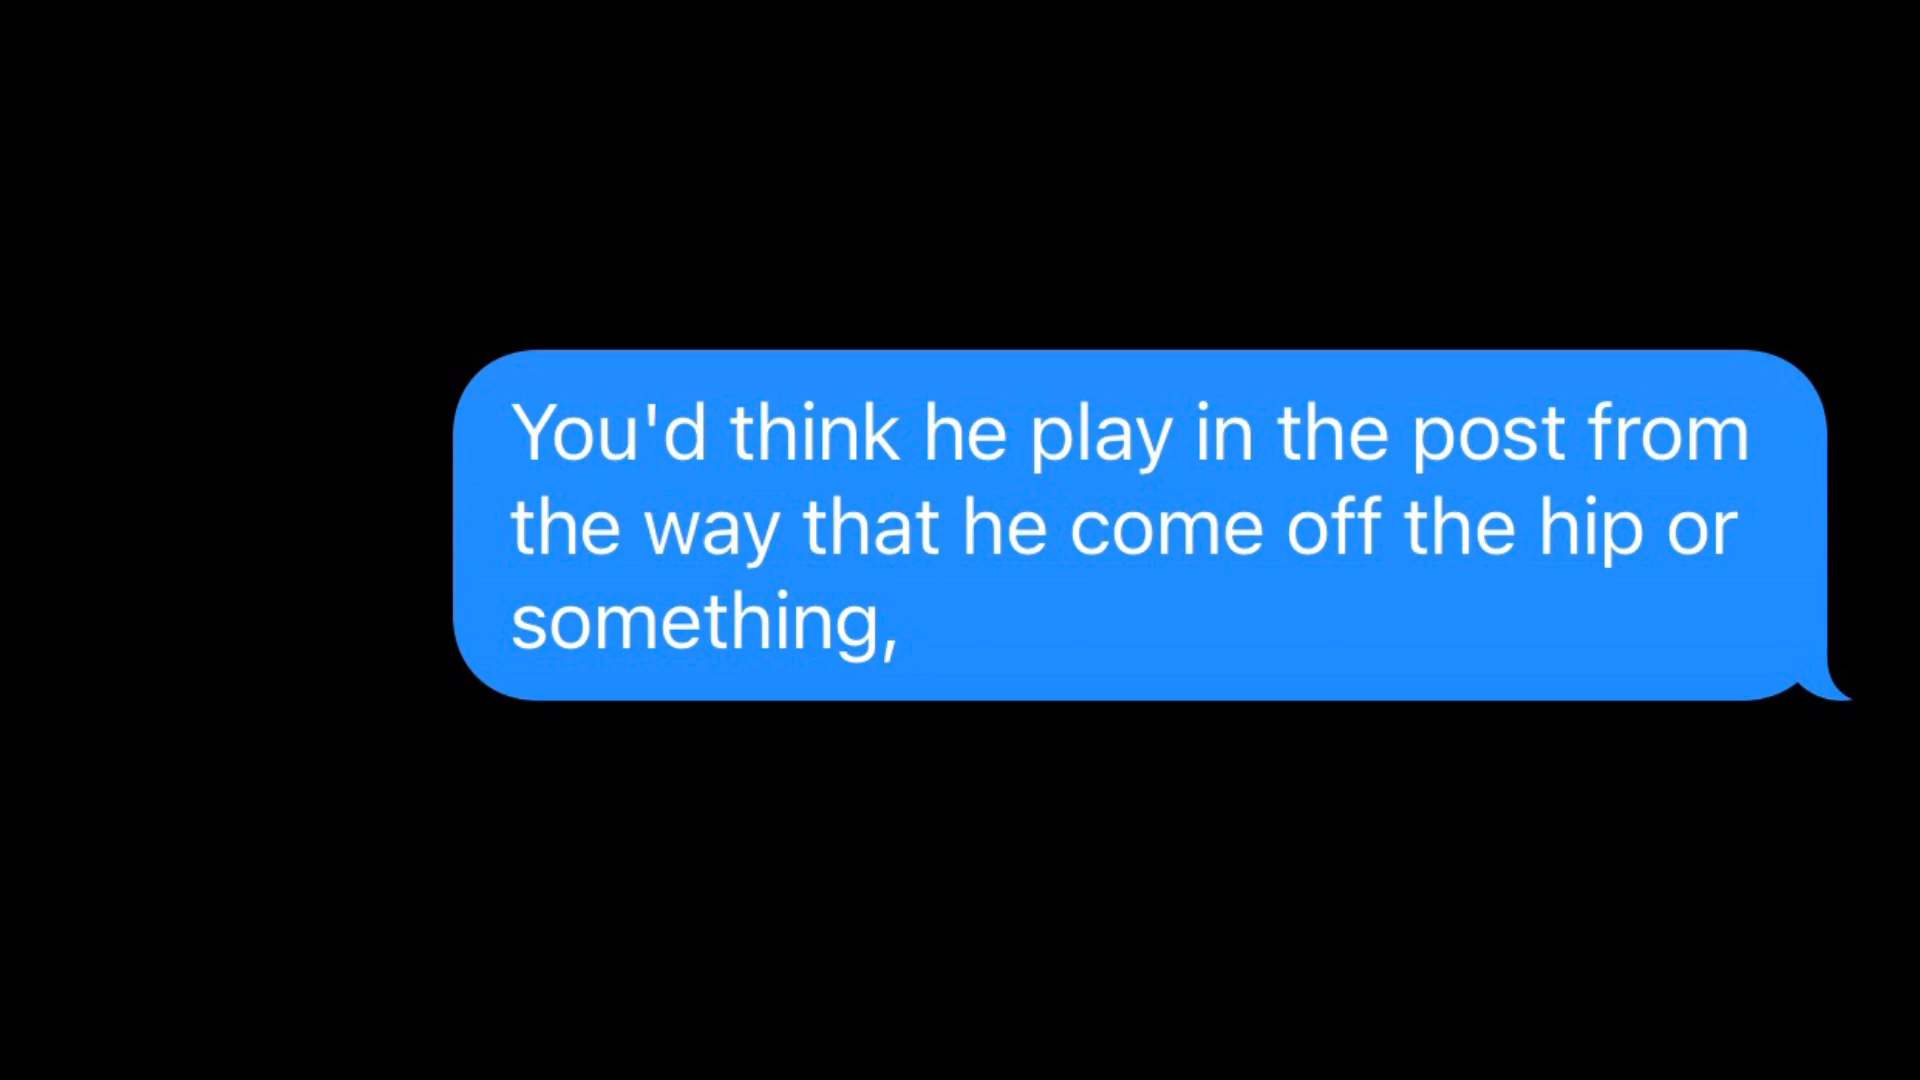 You'd think he play in the post from
the way that he come off the hip or
something,